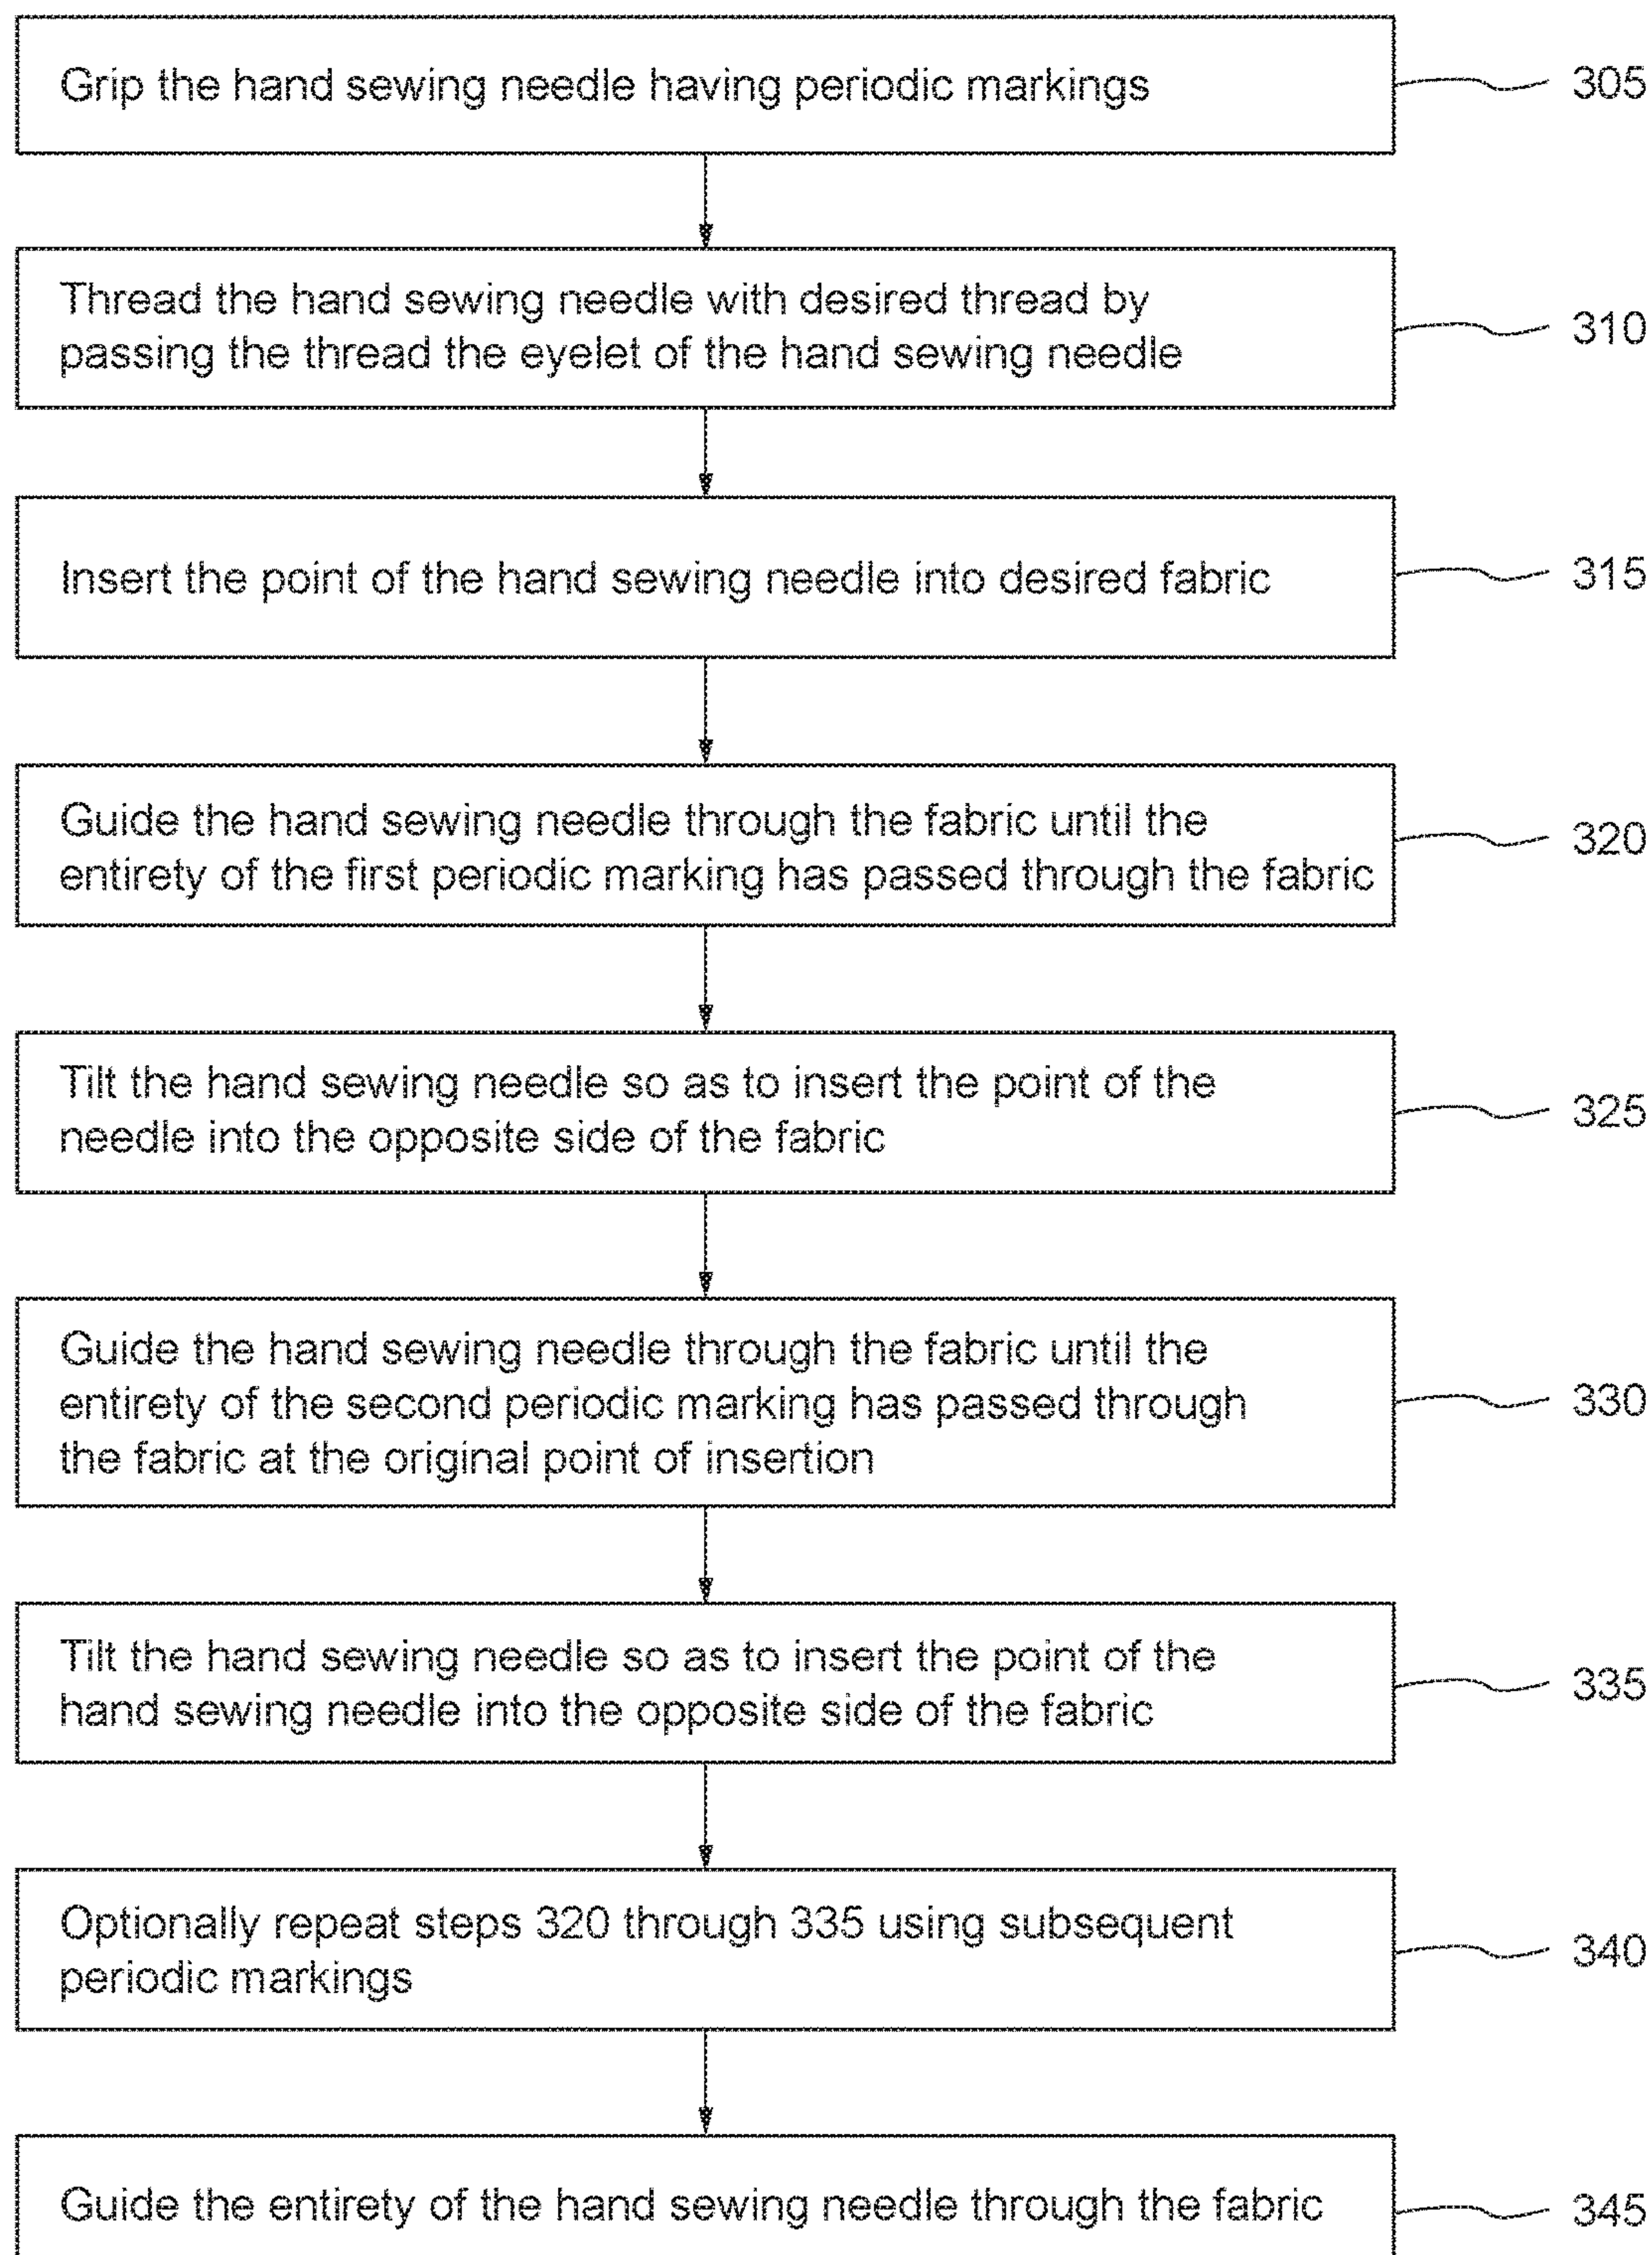 Grip the hand sewing needle having periodic markings
305
Thread the hand sewing needle with desired thread by
passing the thread the eyelet of the hand sewing needle
310
Insert the point of the hand sewing needle into desired fabric
315
Guide the hand sewing needle through the fabric until the
entirety of the first periodic marking has passed through the fabric
320
Tilt the hand sewing needle so as to insert the point of the
needle into the opposite side of the fabric
325
Guide the hand sewing needle through the fabric until the
entirety of the second periodic marking has passed through
the fabric at the original point of insertion
330
Tilt the hand sewing needle so as to insert the point of the
hand sewing needle into the opposite side of the fabric
335
Optionally repeat steps 320 through 335 using subsequent
periodic markings
340
Guide the entirety of the hand sewing needle through the fabric
345